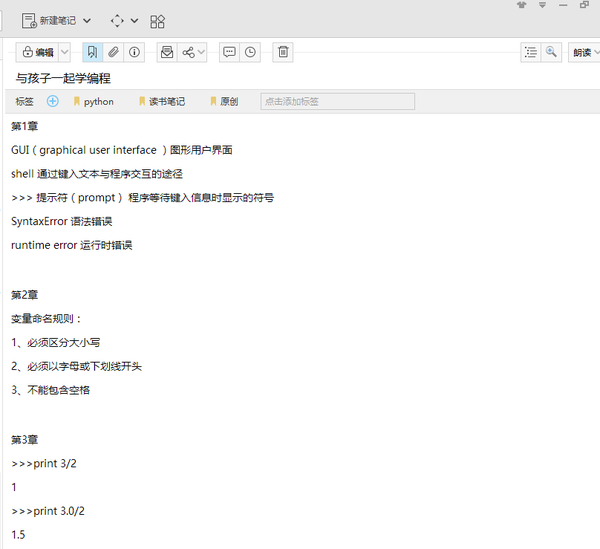 新建笔记
编辑
朗读
与孩子一起学编程
标签 python 读书笔记 原创 点击添加标签
第1章
GUI（graphical user interface ）图形用户界面
shell 通过键入文本与程序交互的途径
>>> 提示符（prompt） 程序等待键入信息时显示的符号
SyntaxError 语法错误
runtime error 运行时错误
第2章
变量命名规则：
1、必须区分大小写
2、必须以字母或下划线开头
3、不能包含空格
第3章
>>>print 3/2
1
>>>print 3.0/2
1.5